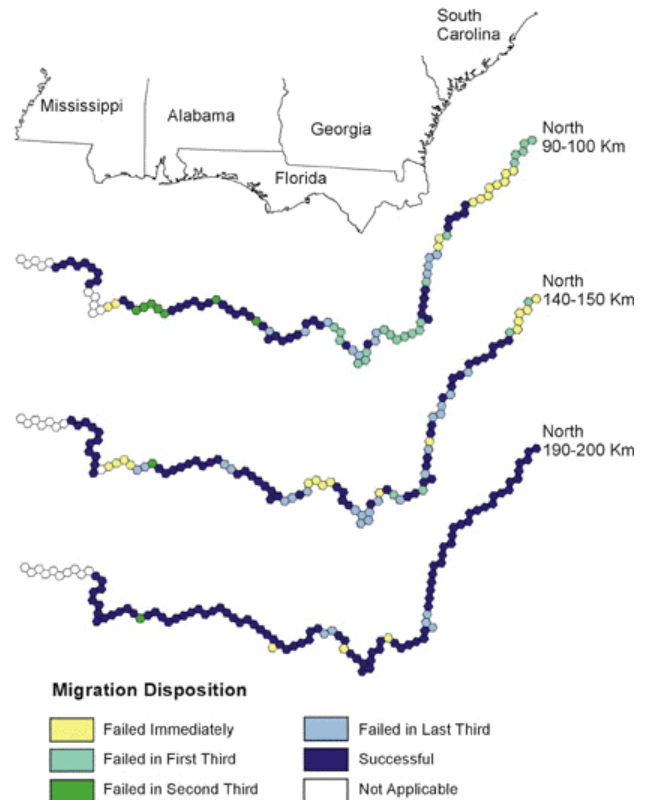 South
Carolina
Mississippi
Alabama
Georgia
Florida
North
90-100 Km
North
140-150 Km
North
190-200 Km
Migration Disposition
Failed Immediately
Failed in First Third
Failed in Second Third
Failed in Last Third
Successful
Not Applicable